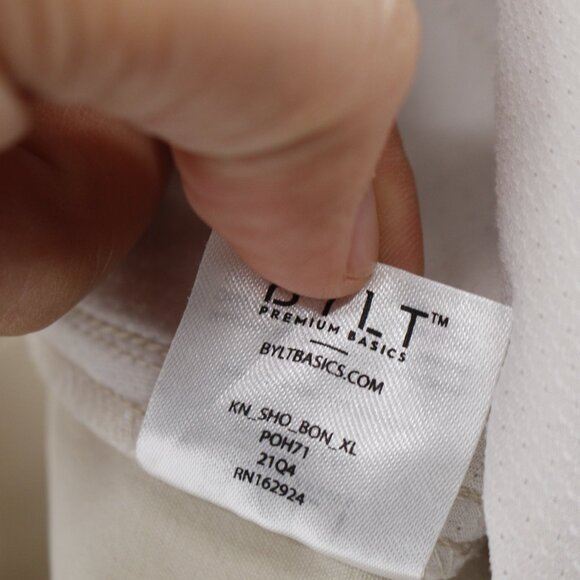 BYLT™
PREMIUM BASICS
BYLTBASICS.COM
KN_SHO_BON_XL
POH71
21Q4
RN162924